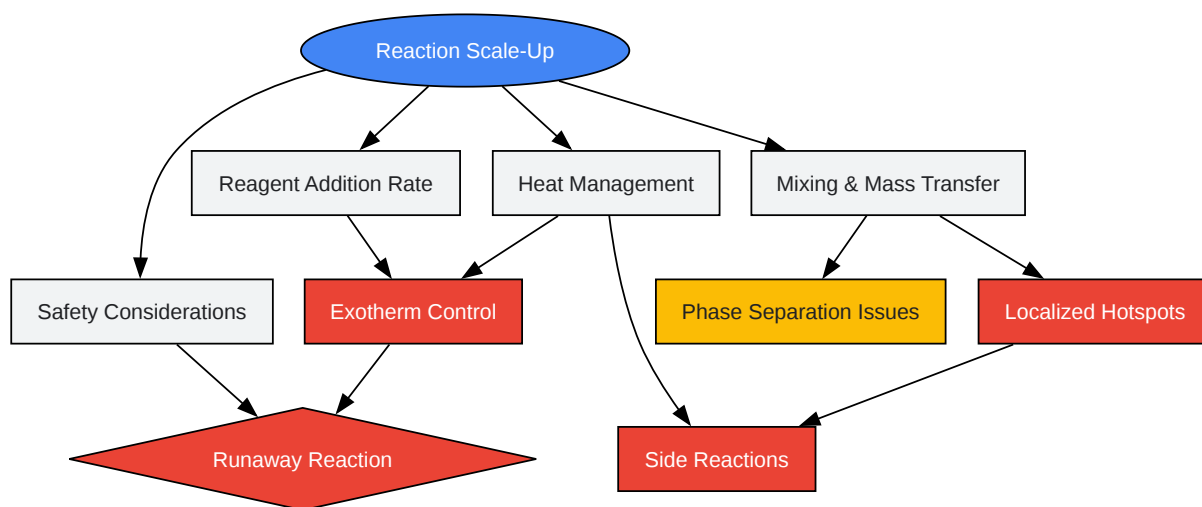 Reaction Scale-Up
Reagent Addition Rate
Heat Management
Mixing & Mass Transfer
Safety Considerations
Exotherm Control
Phase Separation Issues
Localized Hotspots
Runaway Reaction
Side Reactions